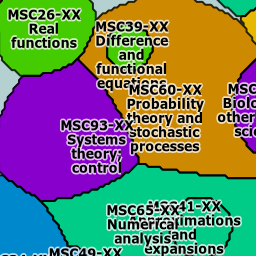 MSC26-XX
Real
functions
MSC39-XX
Difference
and
functional
equations
MSC60-XX
Probability
theory and
stochastic
processes
MSC93-XX
Systems
theory;
control
MSC65-XX
Numerical
analysis
MSC41-XX
and
expansions
MSC49-XX